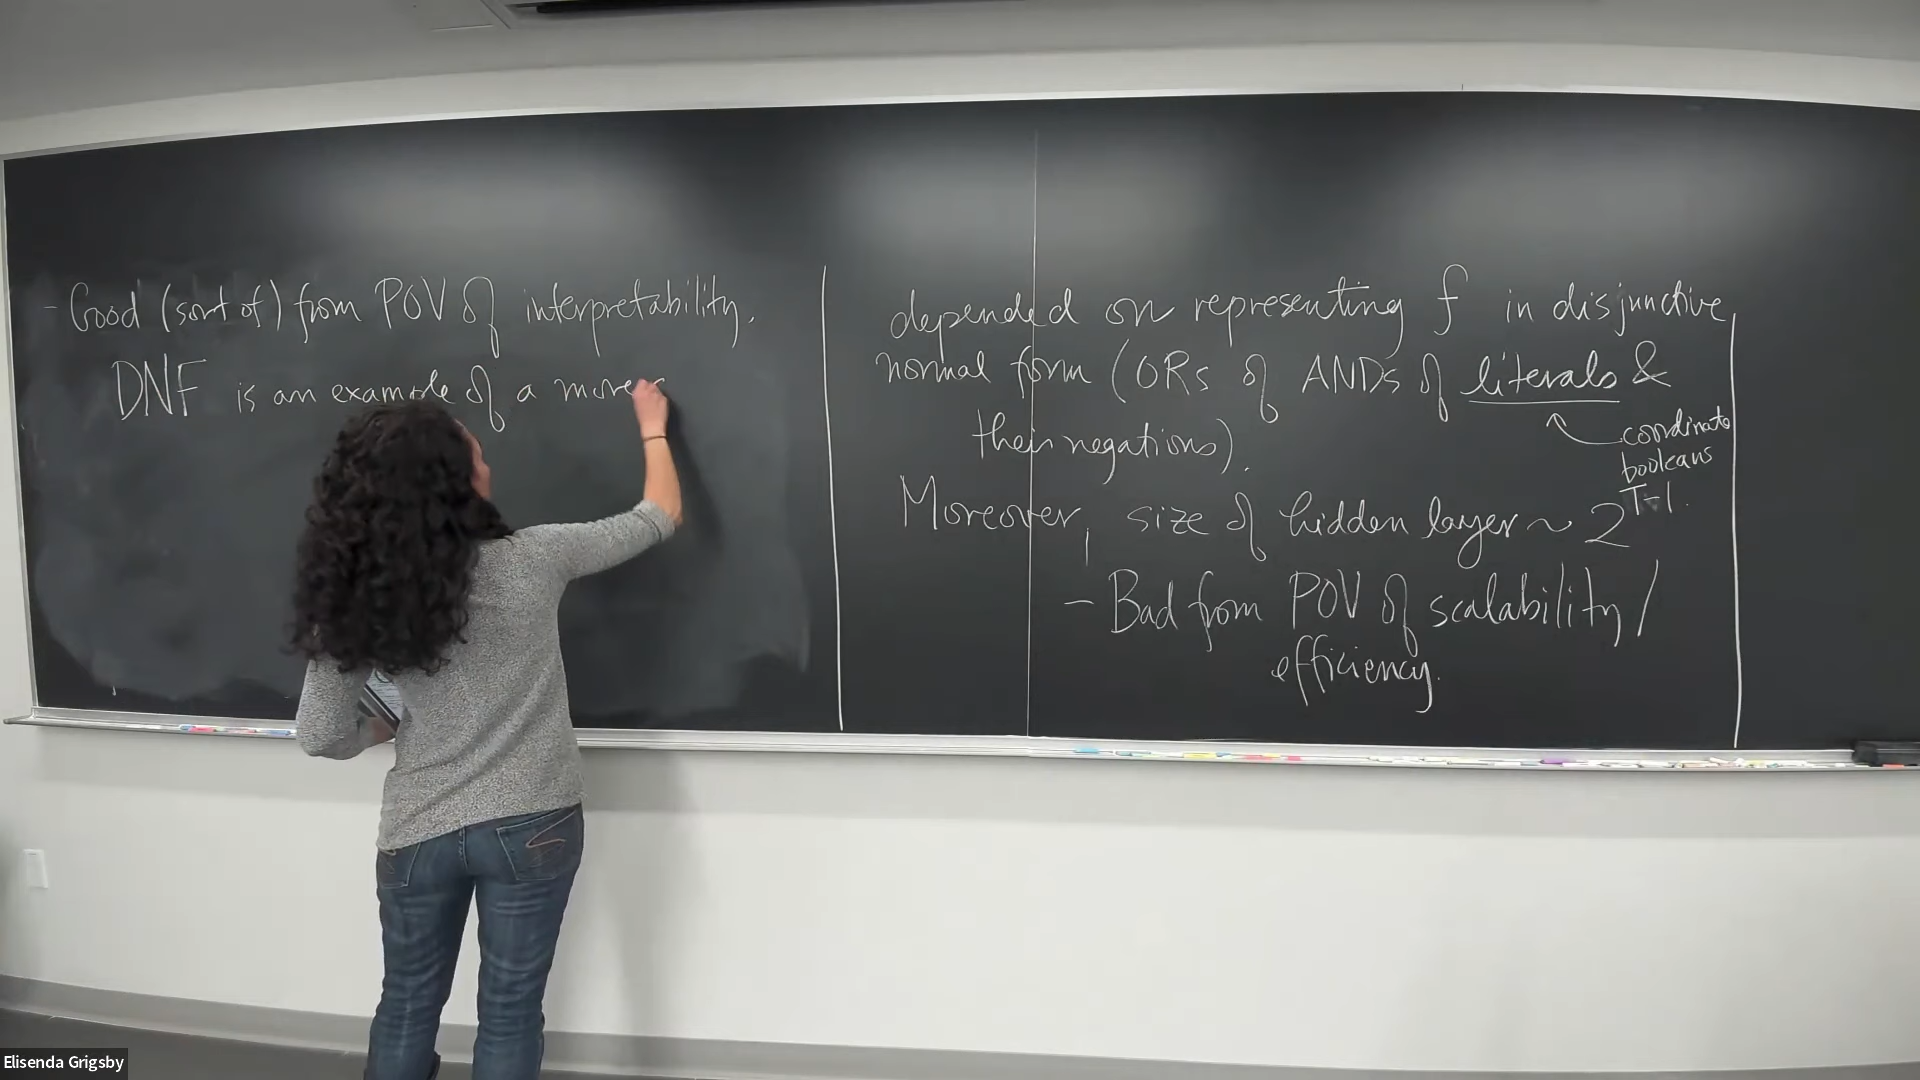 - Good (sort of) from POV of interpretability.
DNF is an example of a more
depended on representing f in disjunctive
normal form (ORs of ANDs of literals &
their negations).
coordinate
booleans
Moreover, size of hidden layer ~ 2^T-1.
- Bad from POV of scalability/
efficiency.
Elisenda Grigsby